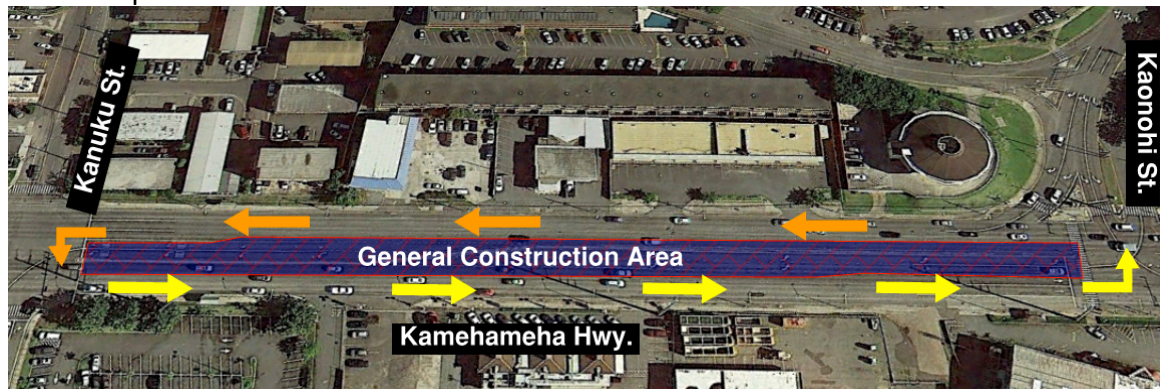 Kanuku St.
Kaonohi St.
General Construction Area
Kamehameha Hwy.